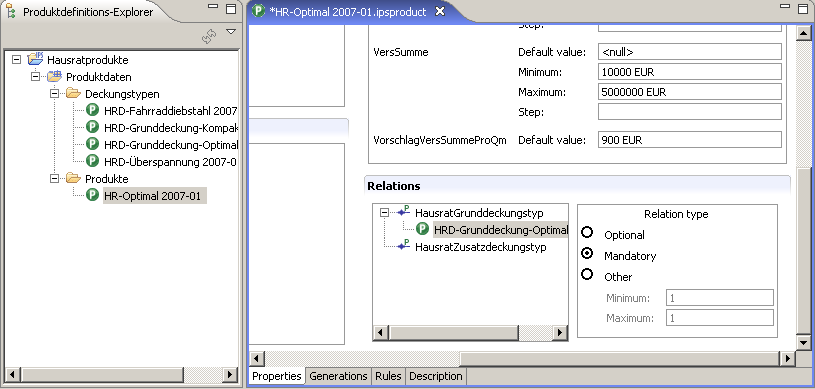 Produktdefinitions-Explorer
Hausratprodukte
Produktdaten
Deckungstypen
HRD-Fahrraddiebstahl 2007
HRD-Grunddeckung-Kompak
HRD-Grunddeckung-Optimal
HRD-Überspannung 2007-0
Produkte
HR-Optimal 2007-01
*HR-Optimal 2007-01.ipsproduct
Step:
VersSumme Default value: <null>
Minimum: 10000 EUR
Maximum: 5000000 EUR
Step:
VorschlagVersSummeProQm Default value: 900 EUR
Relations
HausratGrunddeckungstyp
HRD-Grunddeckung-Optimal
HausratZusatzdeckungstyp
Relation type
Optional
Mandatory
Other
Minimum: 1
Maximum: 1
Properties Generations Rules Description